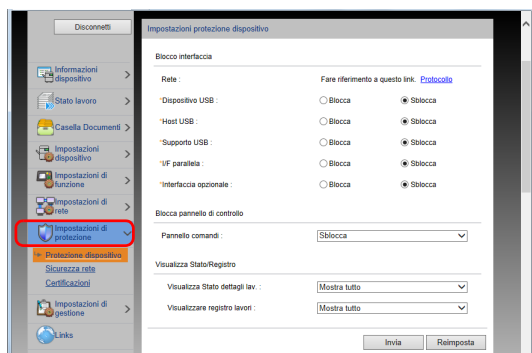 Disconnetti
Informazioni
dispositivo
Stato lavoro
Casella Documenti
Impostazioni
dispositivo
Impostazioni di
funzione
Impostazioni di
rete
Impostazioni di
protezione
Protezione dispositivo
Sicurezza rete
Certificazioni
Impostazioni di
gestione
Links
Impostazioni protezione dispositivo
Blocco interfaccia
Rete : Fare riferimento a questo link. Protocollo
*Dispositivo USB : Blocca Sblocca
*Host USB : Blocca Sblocca
*Supporto USB : Blocca Sblocca
*I/F parallela : Blocca Sblocca
*Interfaccia opzionale : Blocca Sblocca
Blocca pannello di controllo
Pannello comandi : Sblocca
Visualizza Stato/Registro
Visualizza Stato dettagli lav. : Mostra tutto
Visualizzare registro lavori : Mostra tutto
Invia Reimposta